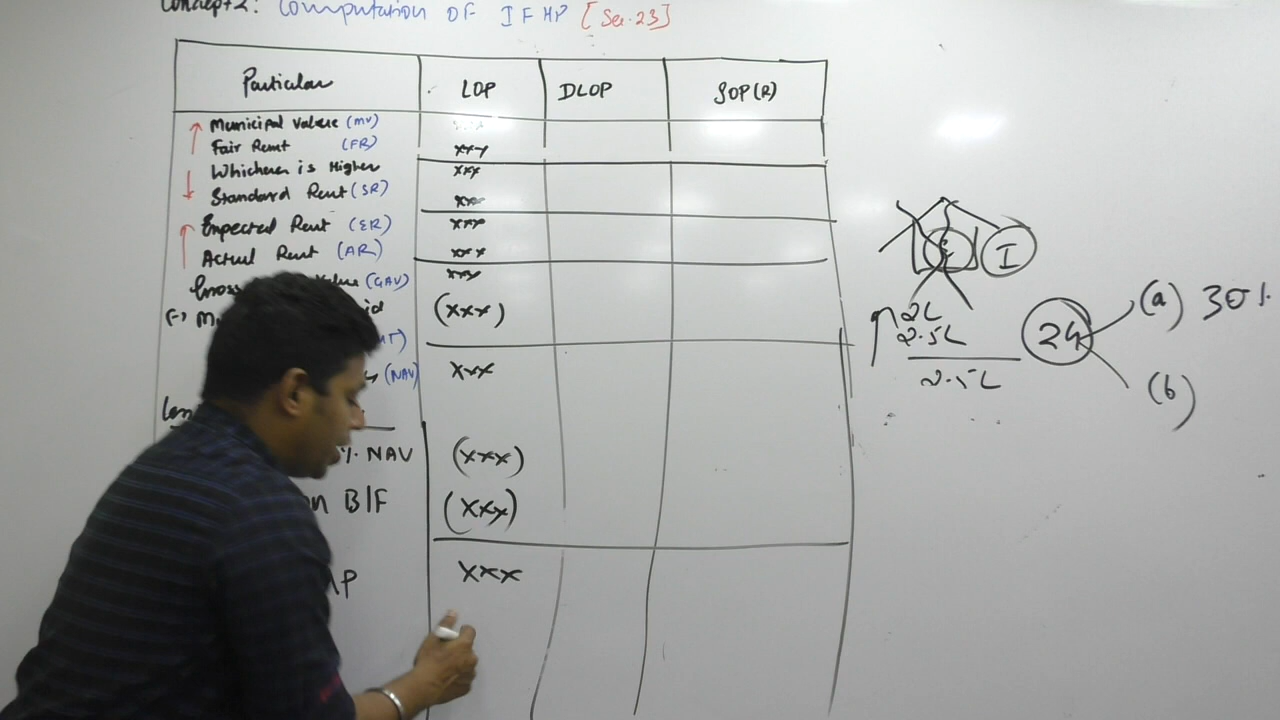 Concept 2: Computation OF IFHP [Sec.23]
Particular LOP DLOP SOP(R)
Municipal Value (MV)
Fair Rent (FR) xxx
Whichever is Higher xxx
Standard Rent (SR) xxx
Expected Rent (ER) xxx
Actual Rent (AR) xxx
(GAV) xxx
(-) (xxx)
(NAV) xxx
% NAV (xxx)
B/F (xxx)
xxx
I
2L
2.5L
2.5L
24
(a) 30%
(b)